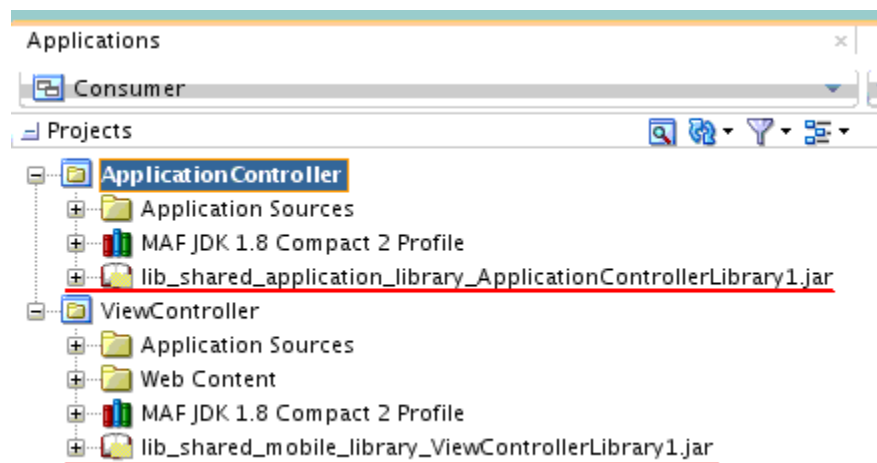 Applications
Consumer
Projects
ApplicationController
Application Sources
MAF JDK 1.8 Compact 2 Profile
lib_shared_application_library_ApplicationControllerLibrary1.jar
ViewController
Application Sources
Web Content
MAF JDK 1.8 Compact 2 Profile
lib_shared_mobile_library_ViewControllerLibrary1.jar